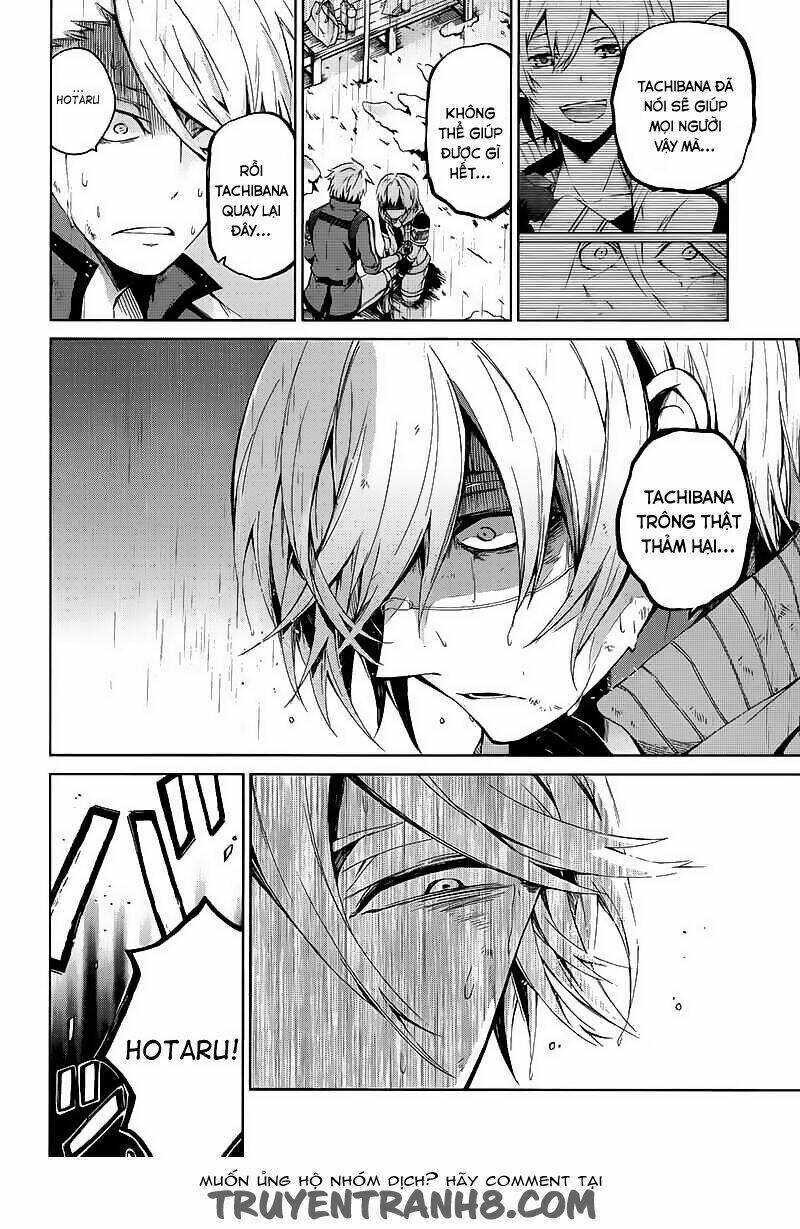 TACHIBANA ĐÃ
NÓI SẼ GIÚP
MỌI NGƯỜI
VẬY MÀ...
KHÔNG
THỂ GIÚP
ĐƯỢC GÌ
HẾT...
RỒI
TACHIBANA
QUAY LẠI
ĐÂY...
...
HOTARU
TACHIBANA
TRÔNG THẬT
THẢM HẠI...
HOTARU!
MUỐN ỦNG HỘ NHÓM DỊCH? HÃY COMMENT TẠI
TRUYENTRANH8.COM